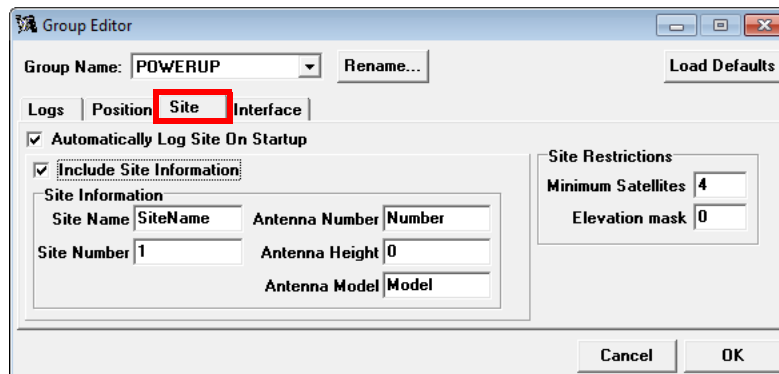 Group Editor
Group Name: POWERUP Rename... Load Defaults
Logs Position Site Interface
Automatically Log Site On Startup
Include Site Information
Site Information
Site Name SiteName Antenna Number Number
Site Number 1 Antenna Height 0
Antenna Model Model
Site Restrictions
Minimum Satellites 4
Elevation mask 0
Cancel OK